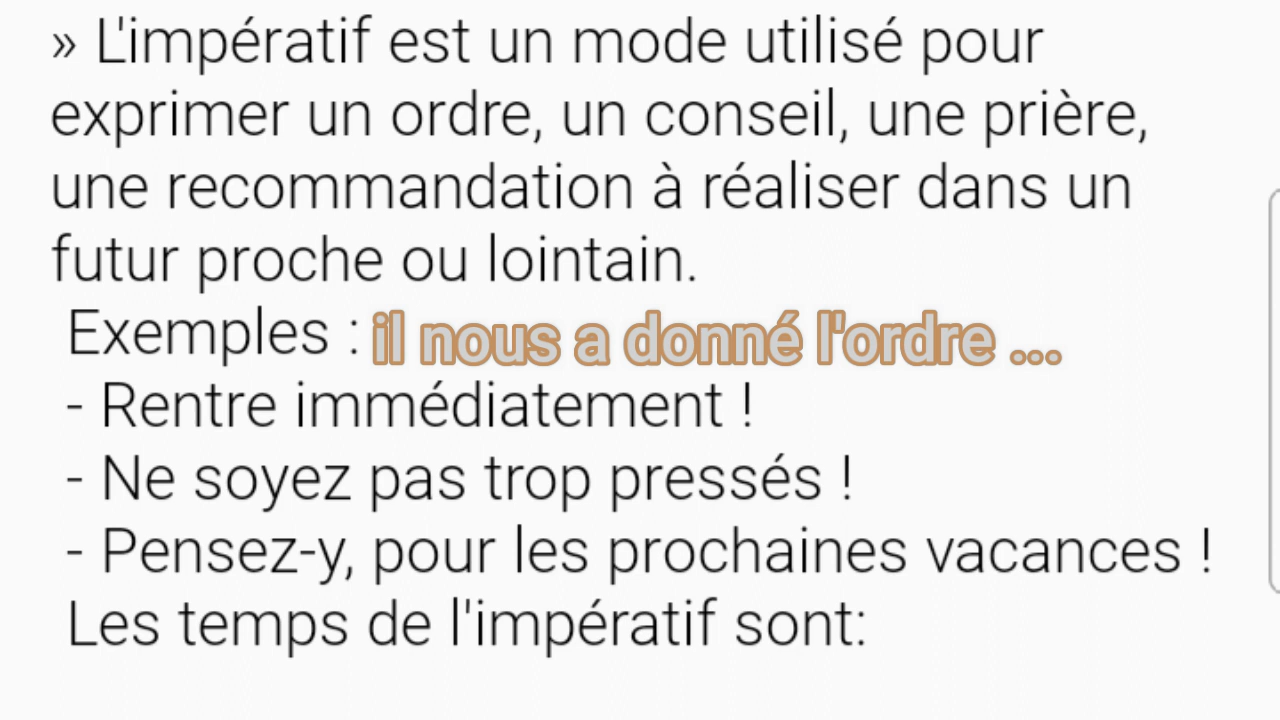 » L'impératif est un mode utilisé pour
exprimer un ordre, un conseil, une prière,
une recommandation à réaliser dans un
futur proche ou lointain.
Exemples : il nous a donné l'ordre ...
- Rentre immédiatement !
- Ne soyez pas trop pressés !
- Pensez-y, pour les prochaines vacances !
Les temps de l'impératif sont: